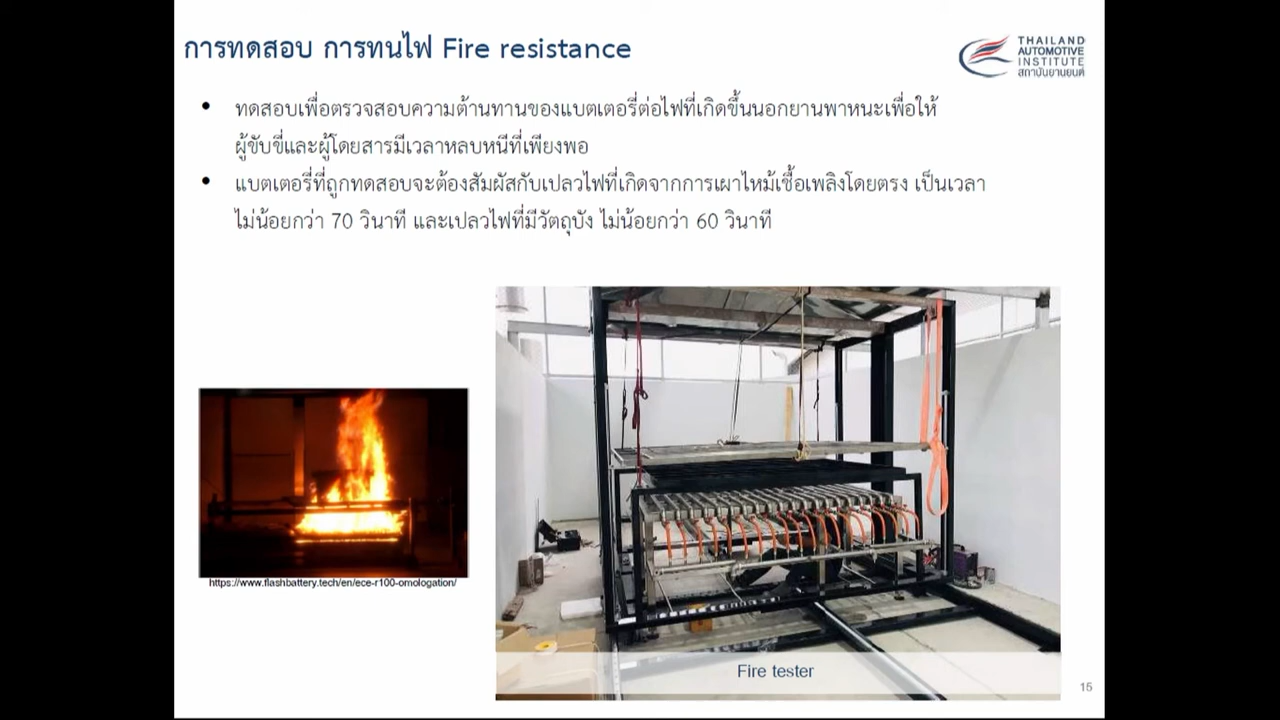 การทดสอบ การทนไฟ Fire resistance
THAILAND
AUTOMOTIVE
INSTITUTE
สถาบันยานยนต์
• ทดสอบเพื่อตรวจสอบความต้านทานของแบตเตอรี่ต่อไฟที่เกิดขึ้นนอกยานพาหนะเพื่อให้
ผู้ขับขี่และผู้โดยสารมีเวลาหลบหนีที่เพียงพอ
• แบตเตอรี่ที่ถูกทดสอบจะต้องสัมผัสกับเปลวไฟที่เกิดจากการเผาไหม้เชื้อเพลิงโดยตรง เป็นเวลา
ไม่น้อยกว่า 70 วินาที และเปลวไฟที่มีวัตถุบัง ไม่น้อยกว่า 60 วินาที
https://www.flashbattery.tech/en/ece-r100-omologation/
Fire tester
15